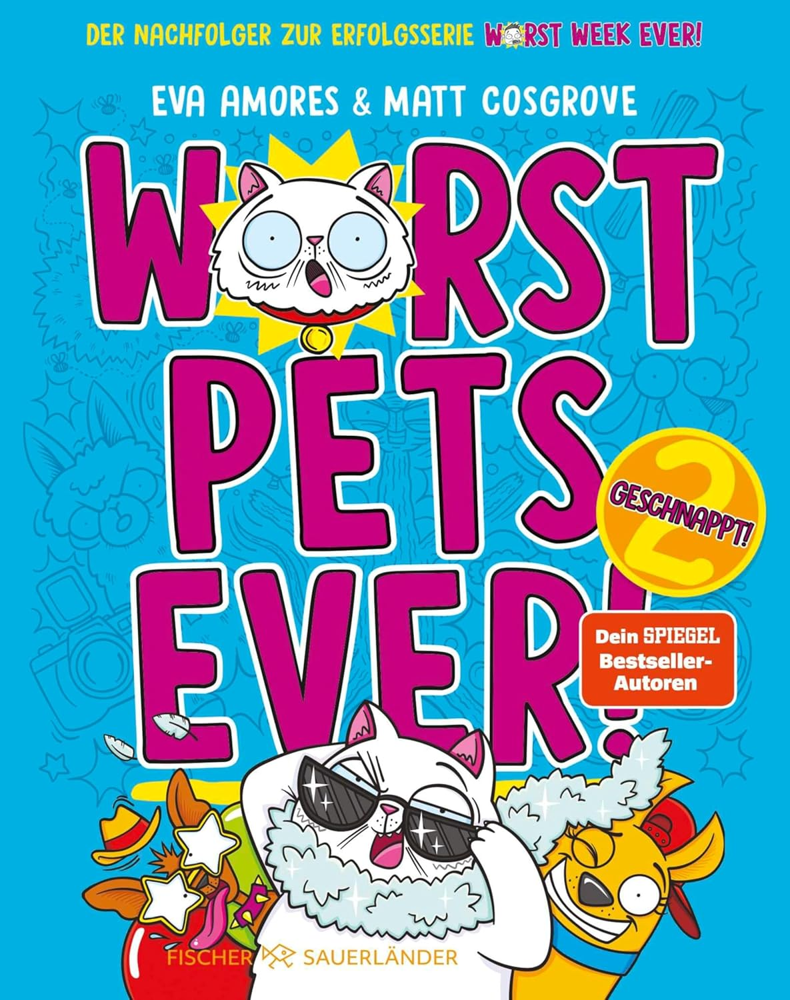 DER NACHFOLGER ZUR ERFOLGSSERIE WORST WEEK EVER!
EVA AMORES & MATT COSGROVE
WORST
PETS
EVER!
2
GESCHNAPPT!
Dein SPIEGEL
Bestseller-
Autoren
FISCHER SAUERLÄNDER